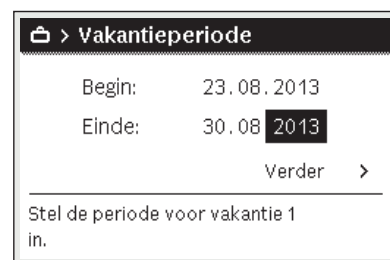 > Vakantieperiode
Begin: 23.08.2013
Einde: 30.08 2013
Verder >
Stel de periode voor vakantie 1
in.